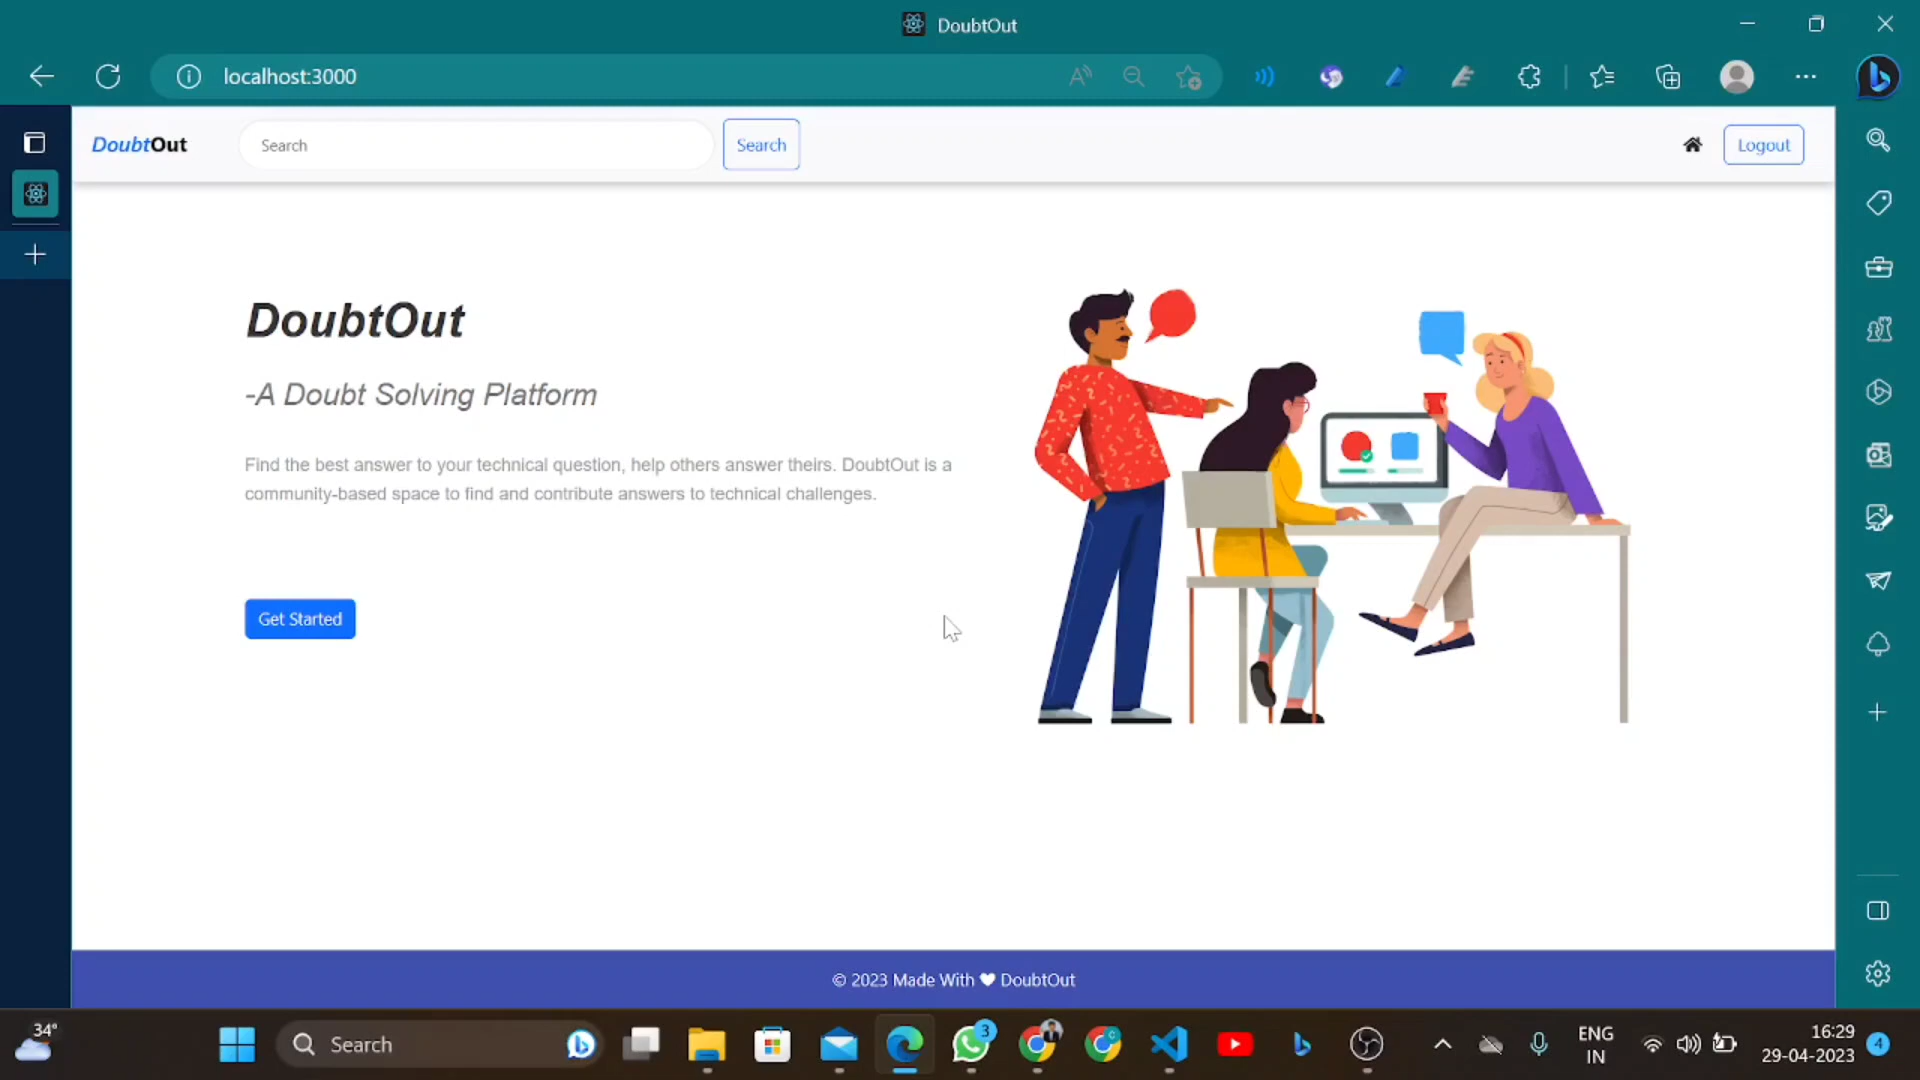 DoubtOut
localhost:3000
DoubtOut
Search
Search
Logout
DoubtOut
-A Doubt Solving Platform
Find the best answer to your technical question, help others answer theirs. DoubtOut is a
community-based space to find and contribute answers to technical challenges.
Get Started
© 2023 Made With ♥ DoubtOut
34°
Search
3
ENG
IN
16:29
29-04-2023
4